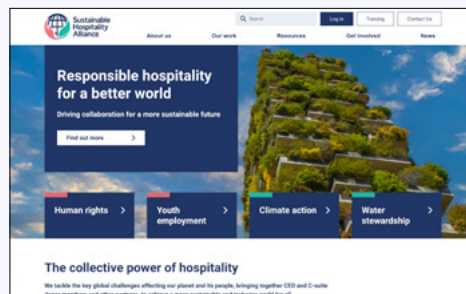 Sustainable
Hospitality
Alliance
Search
Log in
Training
Contact Us
About us
Our work
Resources
Get involved
News
Responsible hospitality
for a better world
Driving collaboration for a more sustainable future
Find out more
Human rights
Youth
employment
Climate action
Water
stewardship
The collective power of hospitality
We tackle the key global challenges affecting our planet and its people, bringing together CEO and C-suite